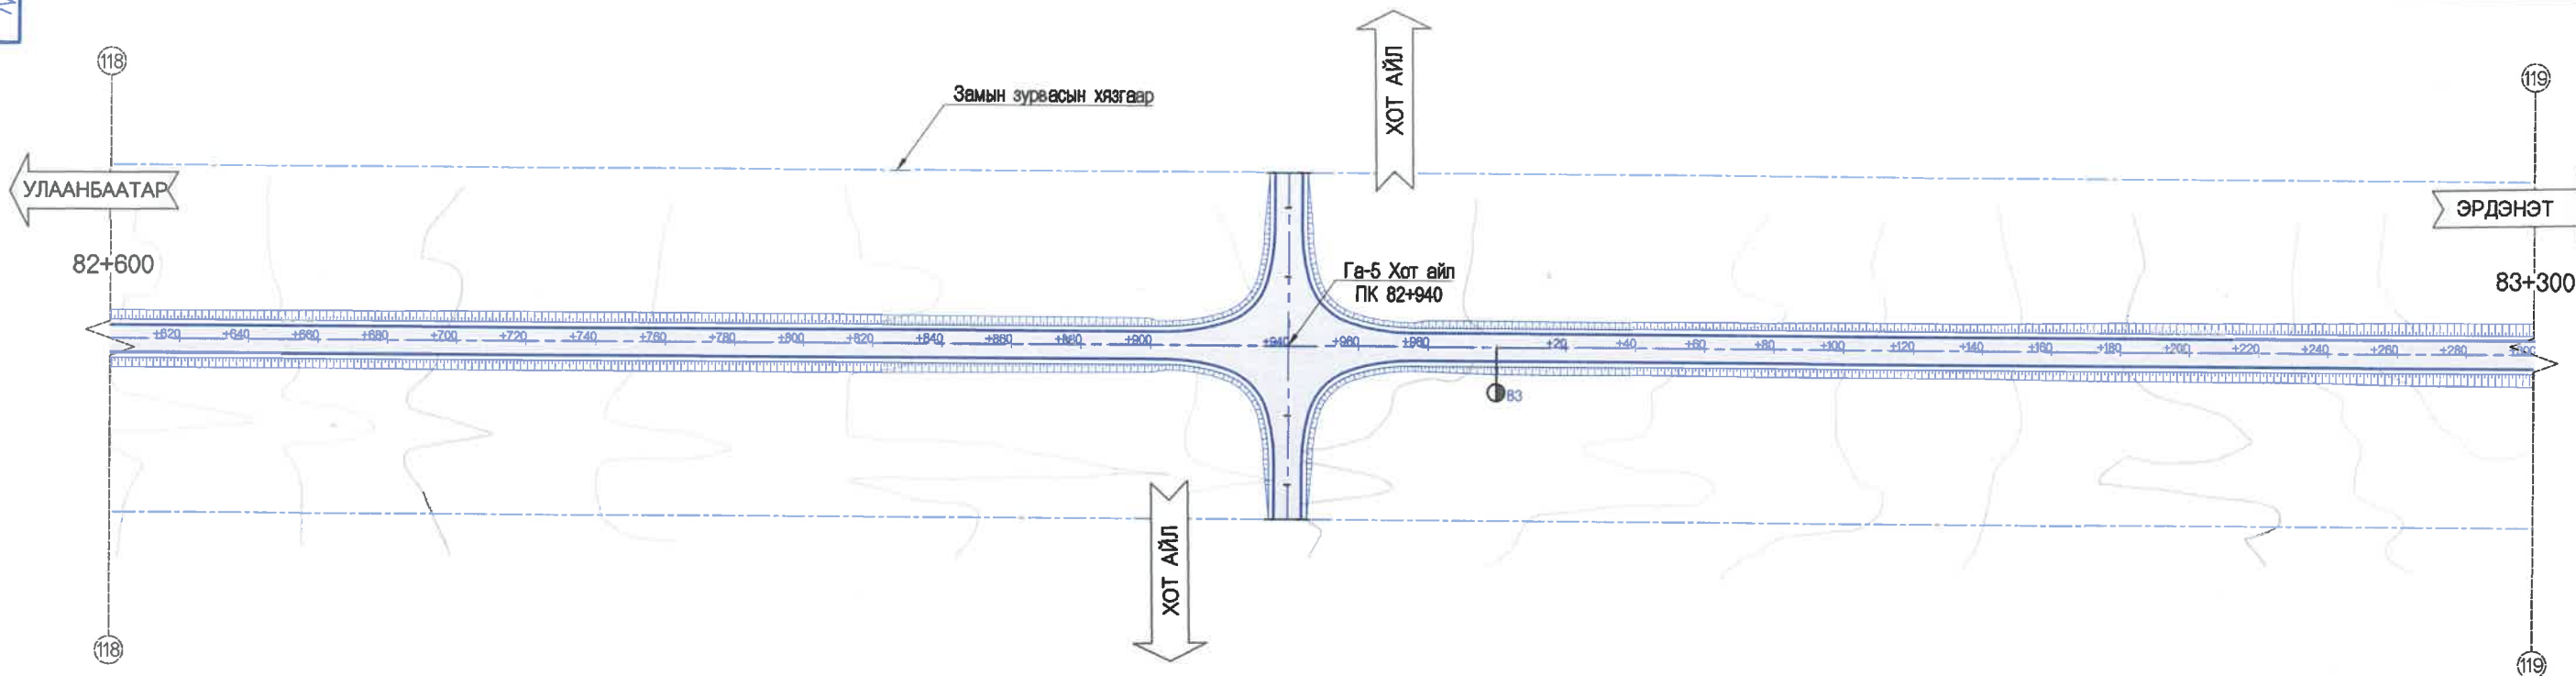 118
119
ХОТ АЙЛ
Замын зурвасын хязгаар
УЛААНБААТАР
ЭРДЭНЭТ
82+600
83+300
Га-5 Хот айл
ПК 82+940
+620 +640 +660 +680 +700 +720 +740 +760 +780 +800 +820 +840 +860 +880 +900 +940 +960 +980 +20 +40 +60 +80 +100 +120 +140 +160 +180 +200 +220 +240 +260 +280
83
ХОТ АЙЛ
118
119